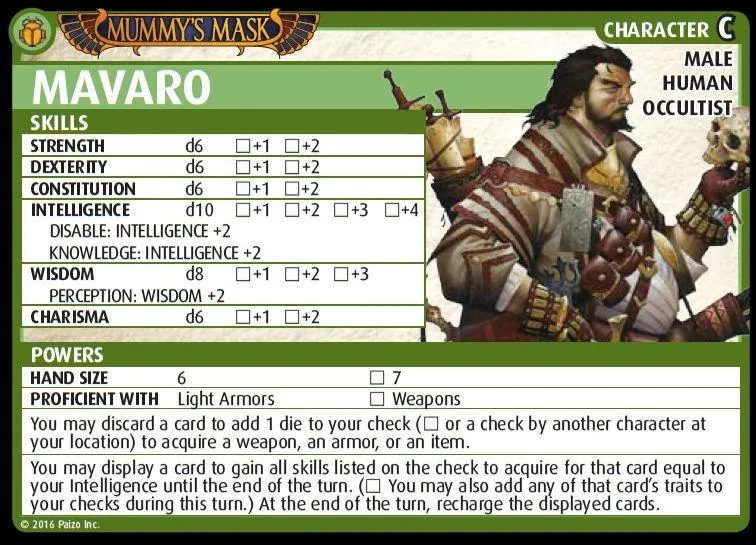 MUMMY'S MASK
CHARACTER C
MAVARO
MALE
HUMAN
OCCULTIST
SKILLS
STRENGTH d6 □+1 □+2
DEXTERITY d6 □+1 □+2
CONSTITUTION d6 □+1 □+2
INTELLIGENCE d10 □+1 □+2 □+3 □+4
DISABLE: INTELLIGENCE +2
KNOWLEDGE: INTELLIGENCE +2
WISDOM d8 □+1 □+2 □+3
PERCEPTION: WISDOM +2
CHARISMA d6 □+1 □+2
POWERS
HAND SIZE 6 □ 7
PROFICIENT WITH Light Armors □ Weapons
You may discard a card to add 1 die to your check (□ or a check by another character at
your location) to acquire a weapon, an armor, or an item.
You may display a card to gain all skills listed on the check to acquire for that card equal to
your Intelligence until the end of the turn. (□ You may also add any of that card's traits to
your checks during this turn.) At the end of the turn, recharge the displayed cards.
© 2016 Paizo Inc.